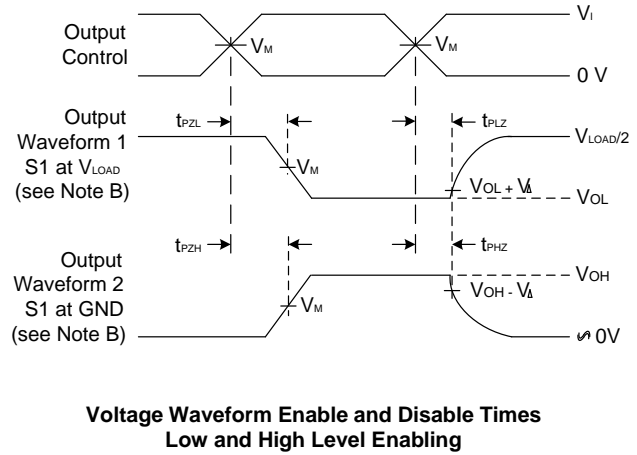 Output
Control
VM
VM
VI
0 V
Output
Waveform 1
S1 at VLOAD
(see Note B)
tPZL
tPLZ
VM
VLOAD/2
VOL + VΔ
VOL
Output
Waveform 2
S1 at GND
(see Note B)
tPZH
tPHZ
VM
VOH
VOH - VΔ
0V
Voltage Waveform Enable and Disable Times
Low and High Level Enabling